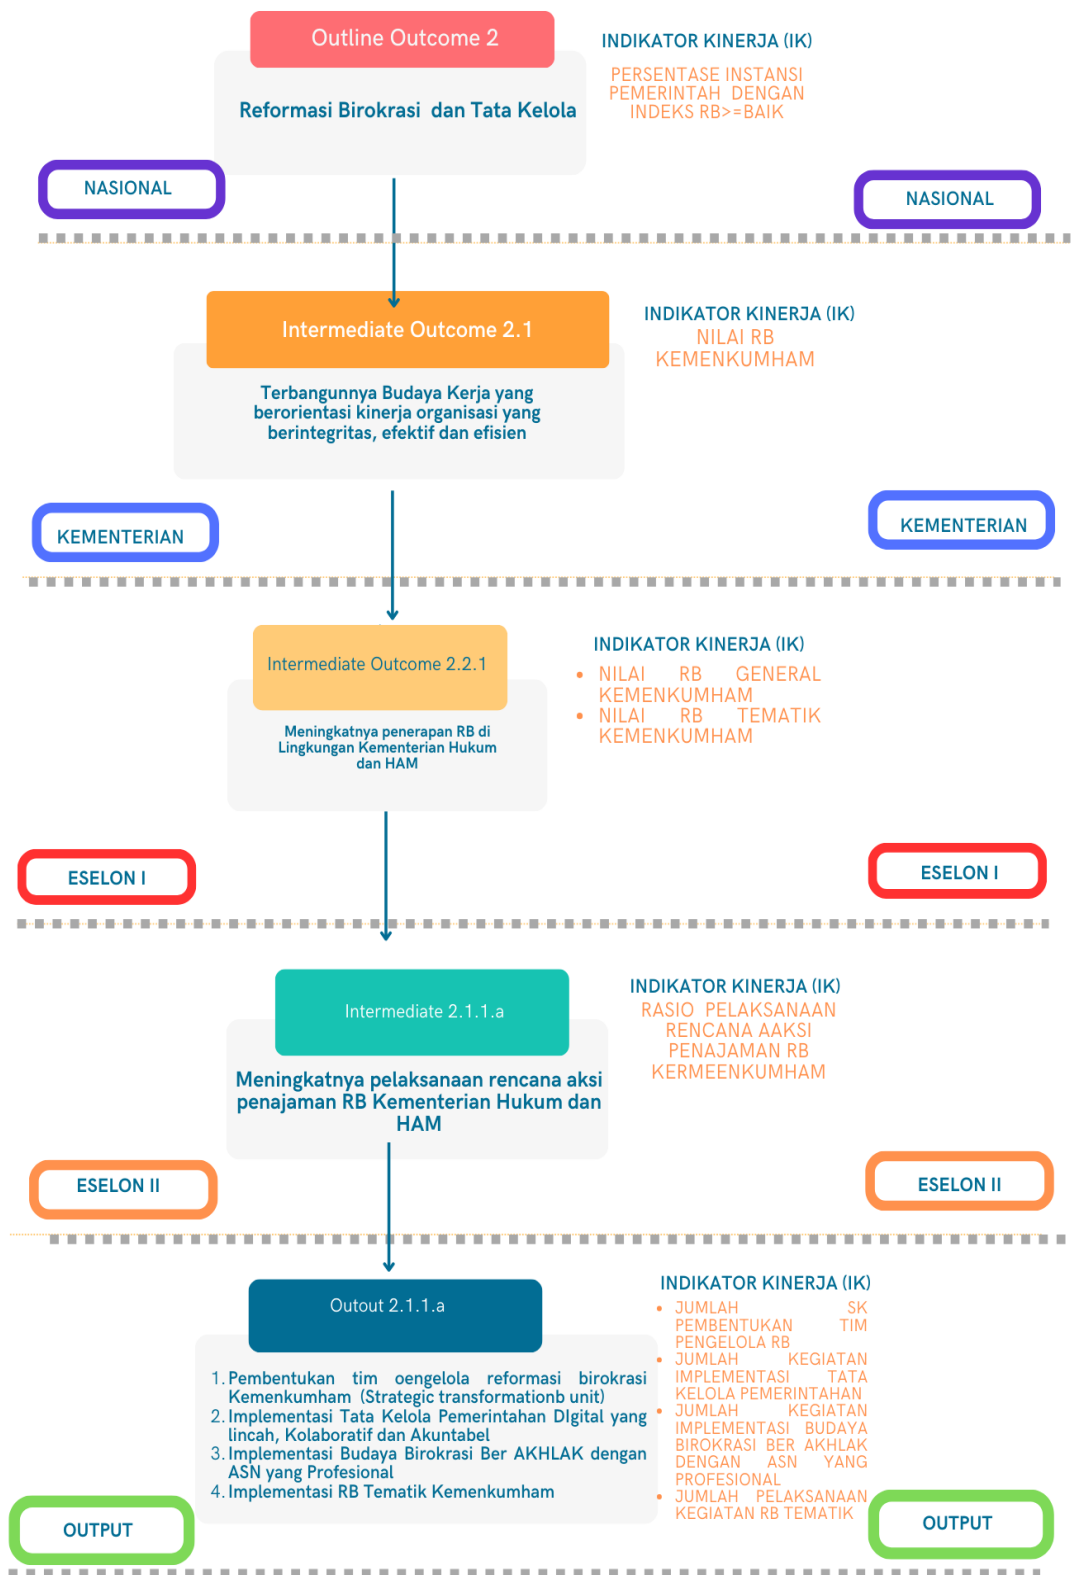 Outline Outcome 2
INDIKATOR KINERJA (IK)
PERSENTASE INSTANSI
PEMERINTAH DENGAN
INDEKS RB>=BAIK
Reformasi Birokrasi dan Tata Kelola
NASIONAL
NASIONAL
Intermediate Outcome 2.1
INDIKATOR KINERJA (IK)
NILAI RB
KEMENKUMHAM
Terbangunnya Budaya Kerja yang
berorientasi kinerja organisasi yang
berintegritas, efektif dan efisien
KEMENTERIAN
KEMENTERIAN
Intermediate Outcome 2.2.1
INDIKATOR KINERJA (IK)
• NILAI RB GENERAL
KEMENKUMHAM
• NILAI RB TEMATIK
KEMENKUMHAM
Meningkatnya penerapan RB di
Lingkungan Kementerian Hukum
dan HAM
ESELON I
ESELON I
Intermediate 2.1.1.a
INDIKATOR KINERJA (IK)
RASIO PELAKSANAAN
RENCANA AAKSI
PENAJAMAN RB
KERMEENKUMHAM
Meningkatnya pelaksanaan rencana aksi
penajaman RB Kementerian Hukum dan
HAM
ESELON II
ESELON II
Outout 2.1.1.a
INDIKATOR KINERJA (IK)
• JUMLAH SK
PEMBENTUKAN TIM
PENGELOLA RB
• JUMLAH KEGIATAN
IMPLEMENTASI TATA
KELOLA PEMERINTAHAN
• JUMLAH KEGIATAN
IMPLEMENTASI BUDAYA
BIROKRASI BER AKHLAK
DENGAN ASN YANG
PROFESIONAL
• JUMLAH PELAKSANAAN
KEGIATAN RB TEMATIK
1. Pembentukan tim oengelola reformasi birokrasi
Kemenkumham (Strategic transformationb unit)
2. Implementasi Tata Kelola Pemerintahan DIgital yang
lincah, Kolaboratif dan Akuntabel
3. Implementasi Budaya Birokrasi Ber AKHLAK dengan
ASN yang Profesional
4. Implementasi RB Tematik Kemenkumham
OUTPUT
OUTPUT